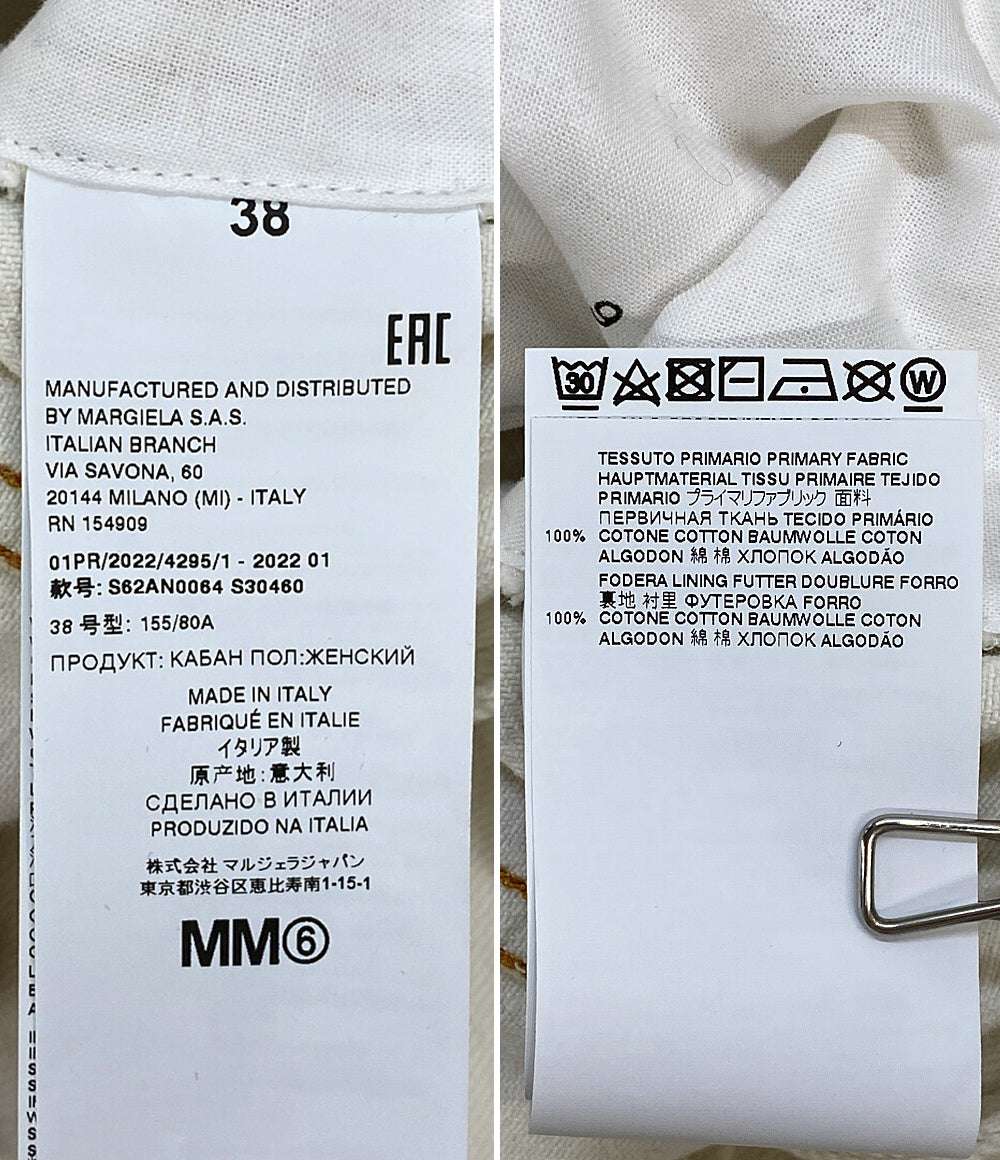 38
EAC
MANUFACTURED AND DISTRIBUTED
BY MARGIELA S.A.S.
ITALIAN BRANCH
VIA SAVONA, 60
20144 MILANO (MI) - ITALY
RN 154909
01PR/2022/4295/1 - 2022 01
款号: S62AN0064 S30460
38 号型: 155/80A
ПРОДУКТ: КАБАН ПОЛ:ЖЕНСКИЙ
MADE IN ITALY
FABRIQUÉ EN ITALIE
イタリア製
原产地:意大利
СДЕЛАНО В ИТАЛИИ
PRODUZIDO NA ITALIA
株式会社 マルジェラジャパン
東京都渋谷区恵比寿南1-15-1
MM⑥
30
W
TESSUTO PRIMARIO PRIMARY FABRIC
HAUPTMATERIAL TISSU PRIMAIRE TEJIDO
PRIMARIO プライマリファブリック 面料
ПЕРВИЧНАЯ ТКАНЬ TECIDO PRIMÁRIO
100% COTONE COTTON BAUMWOLLE COTON
ALGODON 綿 棉 ХЛОПОК ALGODÃO
FODERA LINING FUTTER DOUBLURE FORRO
裏地 衬里 ФУТЕРОВКА FORRO
100% COTONE COTTON BAUMWOLLE COTON
ALGODON 綿 棉 ХЛОПОК ALGODÃO